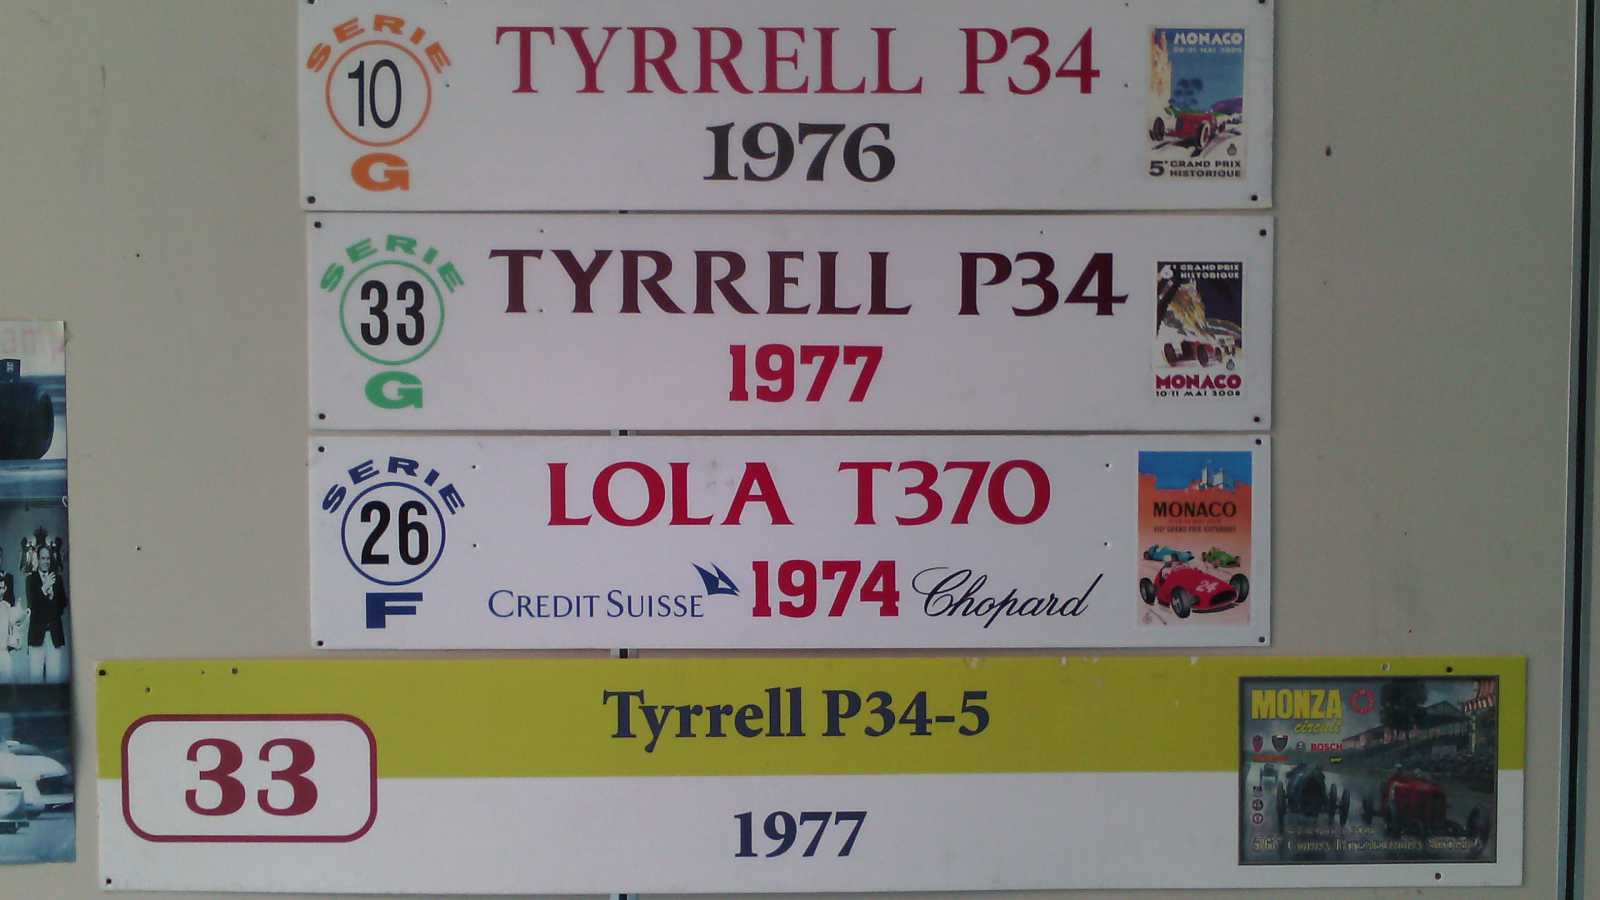 SERIE
10
G
TYRRELL P34
1976
MONACO
5e GRAND PRIX
HISTORIQUE
SERIE
33
G
TYRRELL P34
1977
6e GRAND PRIX
HISTORIQUE
MONACO
10-11 MAI 2008
SERIE
26
F
LOLA T370
CREDIT SUISSE 1974 Chopard
MONACO
24
33
Tyrrell P34-5
1977
MONZA
circuit
BOSCH